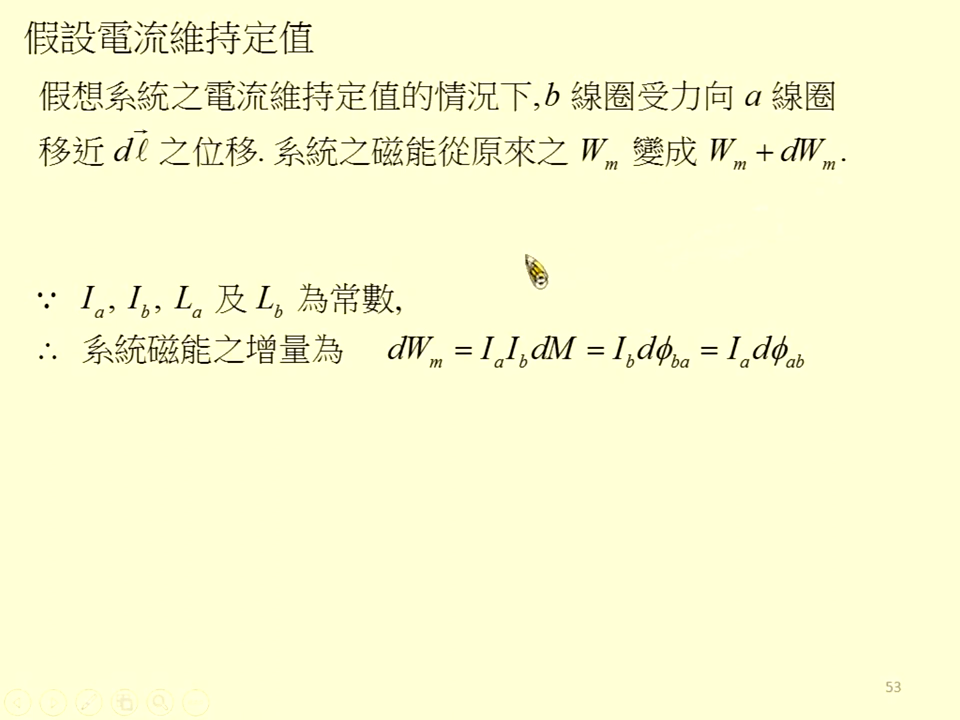 假設電流維持定值
假想系統之電流維持定值的情況下, b 線圈受力向 a 線圈
移近 dℓ⃗ 之位移. 系統之磁能從原來之 Wₘ 變成 Wₘ + dWₘ.
∵ I_a, I_b, L_a 及 L_b 為常數,
∴ 系統磁能之增量為 dW_m = I_a I_b dM = I_b dϕ_ba = I_a dϕ_ab
53